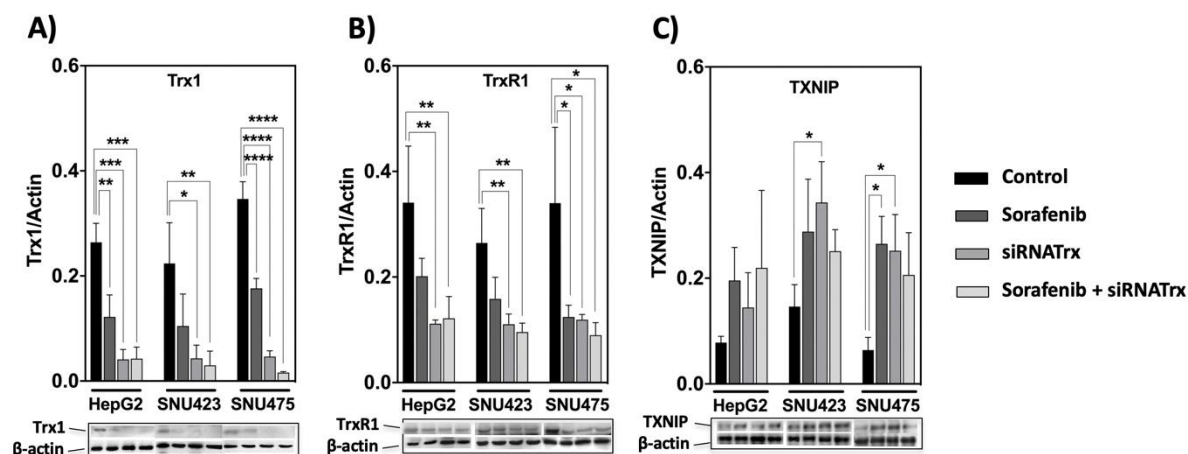 A)
Trx1
Trx1/Actin
0.6
0.4
0.2
0.0
***
***
**
**
*
****
****
****
HepG2 SNU423 SNU475
Trx1
β-actin
B)
TrxR1
TrxR1/Actin
0.6
0.4
0.2
0.0
**
**
**
**
*
*
*
HepG2 SNU423 SNU475
TrxR1
β-actin
C)
TXNIP
TXNIP/Actin
0.6
0.4
0.2
0.0
*
*
*
HepG2 SNU423 SNU475
TXNIP
β-actin
Control
Sorafenib
siRNATrx
Sorafenib + siRNATrx